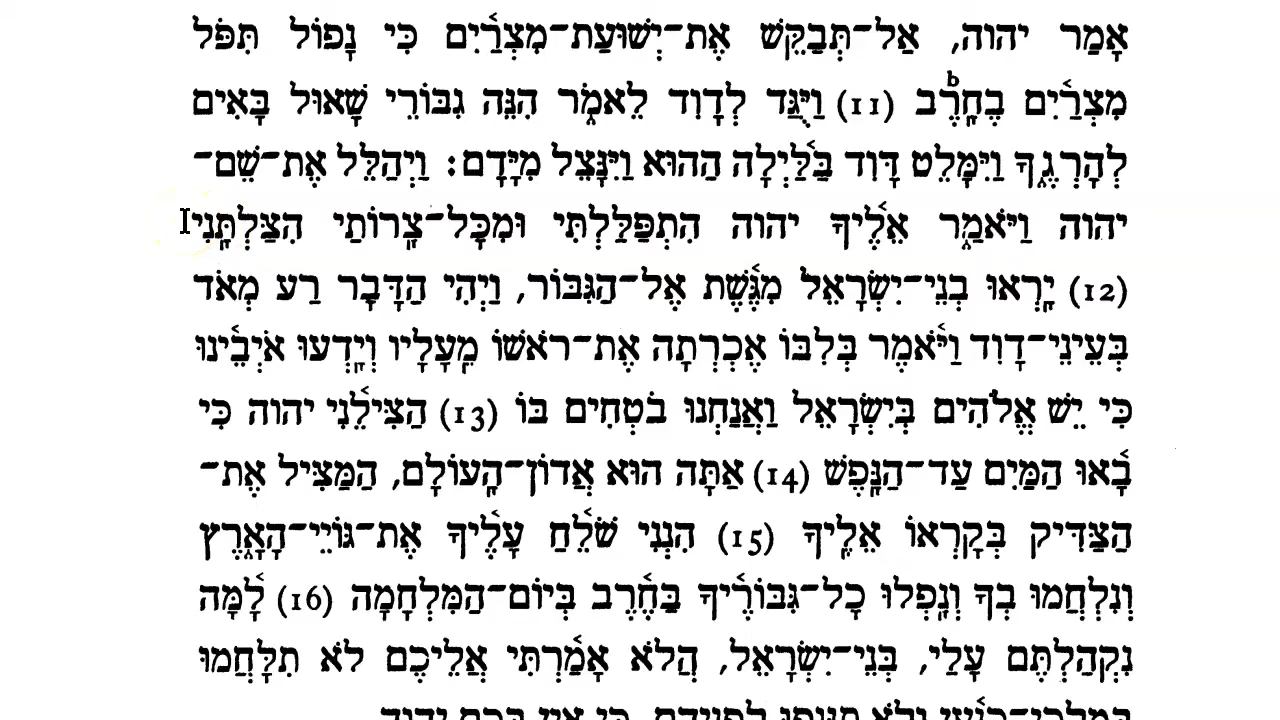 אָמַר יהוה, אַל־תְּבַקֵּשׁ אֶת־יְשׁוּעַת־מִצְרַ֫יִם כִּי נָפוֹל תִּפֹּל
מִצְרַ֫יִם בֶּחָֽרֶ֫ב b (11) וַיֻּגַּד לְדָוִד לֵאמֹ֑ר הִנֵּה גִבּוֹרֵי שָׁאוּל בָּאִים
לְהָרְגֶ֑ךָ וַיִּמָּלֵט דָּוִד בַּלַּ֫יְלָה הַהוּא וַיִּנָּצֵל מִיָּדָם׃ וַיְהַלֵּל אֶת־שֵׁם־
יהוה וַיֹּאמַ֑ר אֵלֶ֫יךָ יהוה הִתְפַּלַּ֫לְתִּי וּמִכָּל־צָֽרוֹתַי הִצַּלְתָּֽנִי
(12) יָֽרְאוּ בְנֵי־יִשְׂרָאֵל מִגֶּ֫שֶׁת אֶל־הַגִּבּוֹר, וַיְהִי הַדָּבָֽר רַע מְאֹד
בְּעֵינֵי־דָוִד וַיֹּ֫אמֶר בְּלִבּוֹ אֶכְרְתָה אֶת־רֹאשׁוֹ מֵֽעָלָיו וְיֵֽדְעוּ אֹיְבֵ֫ינוּ
כִּי יֵשׁ אֱלֹהִים בְּיִשְׂרָאֵל וַאֲנַ֫חְנוּ בֹטְחִים בּוֹ (13) הַצִּילֵ֫נִי יהוה כִּי
בָ֫אוּ הַמַּיִם עַד־הַנָּֽפֶשׁ (14) אַתָּה הוּא אֲדוֹן־הָֽעוֹלָם, הַמַּצִּיל אֶת־
הַצַּדִּיק בְּקָרְאוֹ אֵלֶֽיךָ (15) הִנְנִי שֹׁלֵ֫חַ עָלֶ֫יךָ אֶת־גּוֹיֵי־הָאָ֑רֶץ
וְנִלְחֲמוּ בְךָ וְנָֽפְלוּ כָל־גִּבּוֹרֶ֫יךָ בַּחֶ֫רֶב בְּיוֹם־הַמִּלְחָמָה (16) לָ֫מָּה
נִקְהַלְתֶּם עָלַי, בְּנֵי־יִשְׂרָאֵל, הֲלֹא אָמַ֫רְתִּי אֲלֵיכֶם לֹא תִלָּחֲמוּ